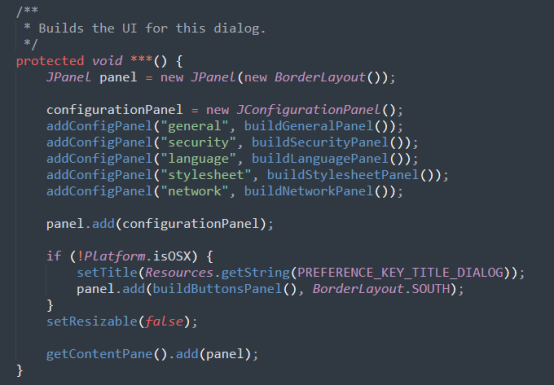 /**
 * Builds the UI for this dialog.
 */
protected void ***() {
    JPanel panel = new JPanel(new BorderLayout());
    configurationPanel = new JConfigurationPanel();
    addConfigPanel("general", buildGeneralPanel());
    addConfigPanel("security", buildSecurityPanel());
    addConfigPanel("language", buildLanguagePanel());
    addConfigPanel("stylesheet", buildStylesheetPanel());
    addConfigPanel("network", buildNetworkPanel());
    panel.add(configurationPanel);
    if (!Platform.isOSX) {
        setTitle(Resources.getString(PREFERENCE_KEY_TITLE_DIALOG));
        panel.add(buildButtonsPanel(), BorderLayout.SOUTH);
    }
    setResizable(false);
    getContentPane().add(panel);
}